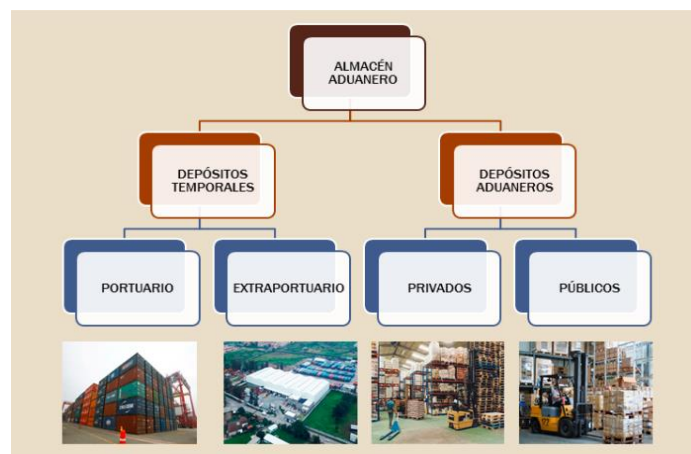 ALMACÉN
ADUANERO
DEPÓSITOS
TEMPORALES
DEPÓSITOS
ADUANEROS
PORTUARIO
EXTRAPORTUARIO
PRIVADOS
PÚBLICOS